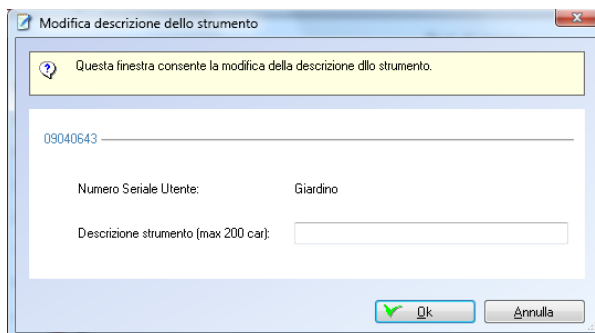 Modifica descrizione dello strumento
Questa finestra consente la modifica della descrizione dllo strumento.
09040643
Numero Seriale Utente: Giardino
Descrizione strumento (max 200 car):
Ok Annulla